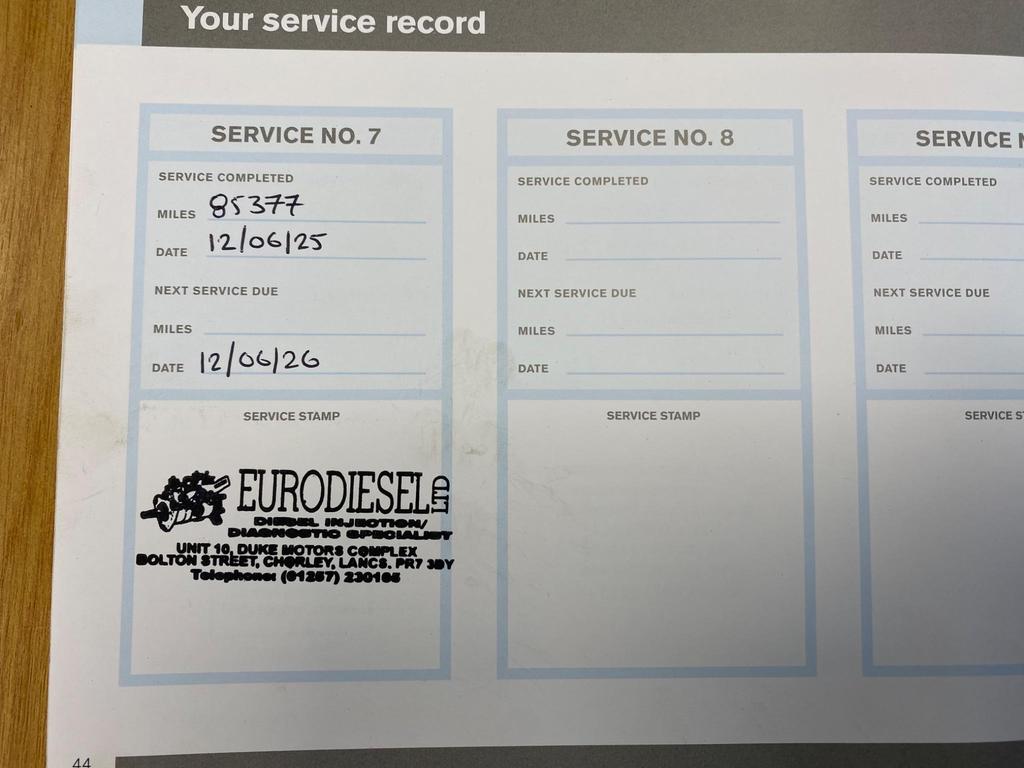 Your service record
SERVICE NO. 7
SERVICE COMPLETED
MILES 85377
DATE 12/06/25
NEXT SERVICE DUE
MILES
DATE 12/06/26
SERVICE STAMP
EURODIESEL LTD
DIESEL INJECTION/
DIAGNOSTIC SPECIALIST
UNIT 10, DUKE MOTORS COMPLEX
BOLTON STREET, CHORLEY, LANCS. PR7 3DY
Telephone: (01257) 230165
SERVICE NO. 8
SERVICE COMPLETED
MILES
DATE
NEXT SERVICE DUE
MILES
DATE
SERVICE STAMP
SERVICE
SERVICE COMPLETED
MILES
DATE
NEXT SERVICE DUE
MILES
DATE
SERVICE
44